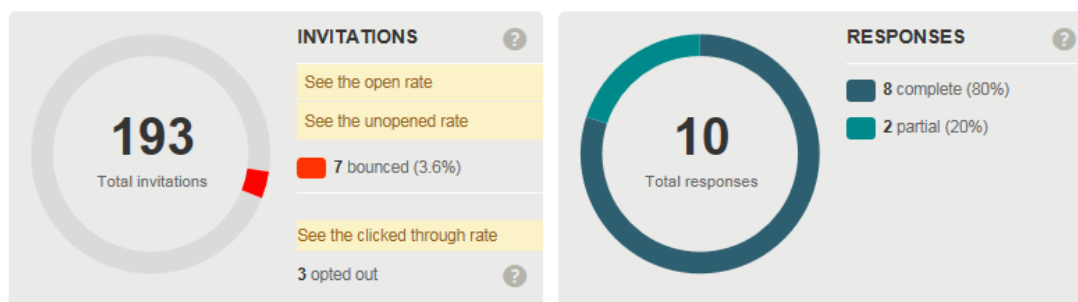 INVITATIONS
?
193
Total invitations
See the open rate
See the unopened rate
7 bounced (3.6%)
See the clicked through rate
3 opted out
?
RESPONSES
?
10
Total responses
8 complete (80%)
2 partial (20%)